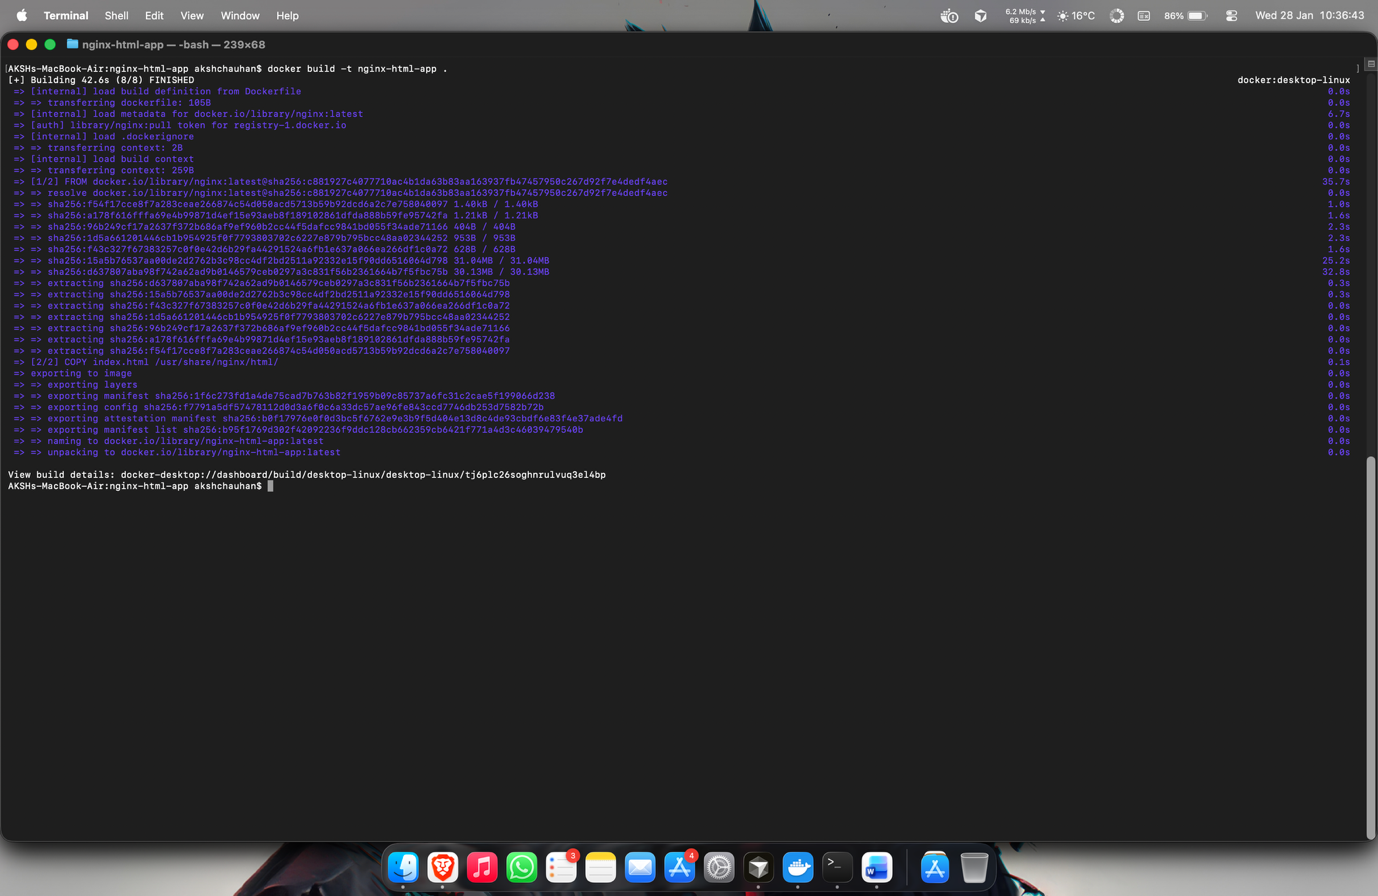 Terminal Shell Edit View Window Help 6.2 Mb/s 69 kb/s 16°C 86% Wed 28 Jan 10:36:43
nginx-html-app — -bash — 239×68
[AKSHs-MacBook-Air:nginx-html-app akshchauhan$ docker build -t nginx-html-app . ]
[+] Building 42.6s (8/8) FINISHED docker:desktop-linux
=> [internal] load build definition from Dockerfile 0.0s
=> => transferring dockerfile: 105B 0.0s
=> [internal] load metadata for docker.io/library/nginx:latest 6.7s
=> [auth] library/nginx:pull token for registry-1.docker.io 0.0s
=> [internal] load .dockerignore 0.0s
=> => transferring context: 2B 0.0s
=> [internal] load build context 0.0s
=> => transferring context: 259B 0.0s
=> [1/2] FROM docker.io/library/nginx:latest@sha256:c881927c4077710ac4b1da63b83aa163937fb47457950c267d92f7e4dedf4aec 35.7s
=> => resolve docker.io/library/nginx:latest@sha256:c881927c4077710ac4b1da63b83aa163937fb47457950c267d92f7e4dedf4aec 0.0s
=> => sha256:f54f17cce8f7a283ceae266874c54d050acd5713b59b92dcd6a2c7e758040097 1.40kB / 1.40kB 1.0s
=> => sha256:a178f616fffa69e4b99871d4ef15e93aeb8f189102861dfda888b59fe95742fa 1.21kB / 1.21kB 1.6s
=> => sha256:96b249cf17a2637f372b686af9ef960b2cc44f5dafcc9841bd055f34ade71166 404B / 404B 2.3s
=> => sha256:1d5a661201446cb1b954925f0f7793803702c6227e879b795bcc48aa02344252 953B / 953B 2.3s
=> => sha256:f43c327f67383257c0f0e42d6b29fa44291524a6fb1e637a066ea266df1c0a72 628B / 628B 1.6s
=> => sha256:15a5b76537aa00de2d2762b3c98cc4df2bd2511a92332e15f90dd6516064d798 31.04MB / 31.04MB 25.2s
=> => sha256:d637807aba98f742a62ad9b0146579ceb0297a3c831f56b2361664b7f5fbc75b 30.13MB / 30.13MB 32.8s
=> => extracting sha256:d637807aba98f742a62ad9b0146579ceb0297a3c831f56b2361664b7f5fbc75b 0.3s
=> => extracting sha256:15a5b76537aa00de2d2762b3c98cc4df2bd2511a92332e15f90dd6516064d798 0.3s
=> => extracting sha256:f43c327f67383257c0f0e42d6b29fa44291524a6fb1e637a066ea266df1c0a72 0.0s
=> => extracting sha256:1d5a661201446cb1b954925f0f7793803702c6227e879b795bcc48aa02344252 0.0s
=> => extracting sha256:96b249cf17a2637f372b686af9ef960b2cc44f5dafcc9841bd055f34ade71166 0.0s
=> => extracting sha256:a178f616fffa69e4b99871d4ef15e93aeb8f189102861dfda888b59fe95742fa 0.0s
=> => extracting sha256:f54f17cce8f7a283ceae266874c54d050acd5713b59b92dcd6a2c7e758040097 0.0s
=> [2/2] COPY index.html /usr/share/nginx/html/ 0.1s
=> exporting to image 0.0s
=> => exporting layers 0.0s
=> => exporting manifest sha256:1f6c273fd1a4de75cad7b763b82f1959b09c85737a6fc31c2cae5f199066d238 0.0s
=> => exporting config sha256:f7791a5df57478112d0d3a6f0c6a33dc57ae96fe843ccd7746db253d7582b72b 0.0s
=> => exporting attestation manifest sha256:b0f17976e0f0d3bc5f6762e9e3b9f5d404e13d8c4de93cbdf6e83f4e37ade4fd 0.0s
=> => exporting manifest list sha256:b95f1769d302f42092236f9ddc128cb662359cb6421f771a4d3c46039479540b 0.0s
=> => naming to docker.io/library/nginx-html-app:latest 0.0s
=> => unpacking to docker.io/library/nginx-html-app:latest 0.0s
View build details: docker-desktop://dashboard/build/desktop-linux/desktop-linux/tj6plc26soghnrulvuq3el4bp
AKSHs-MacBook-Air:nginx-html-app akshchauhan$
3 4 >_ W